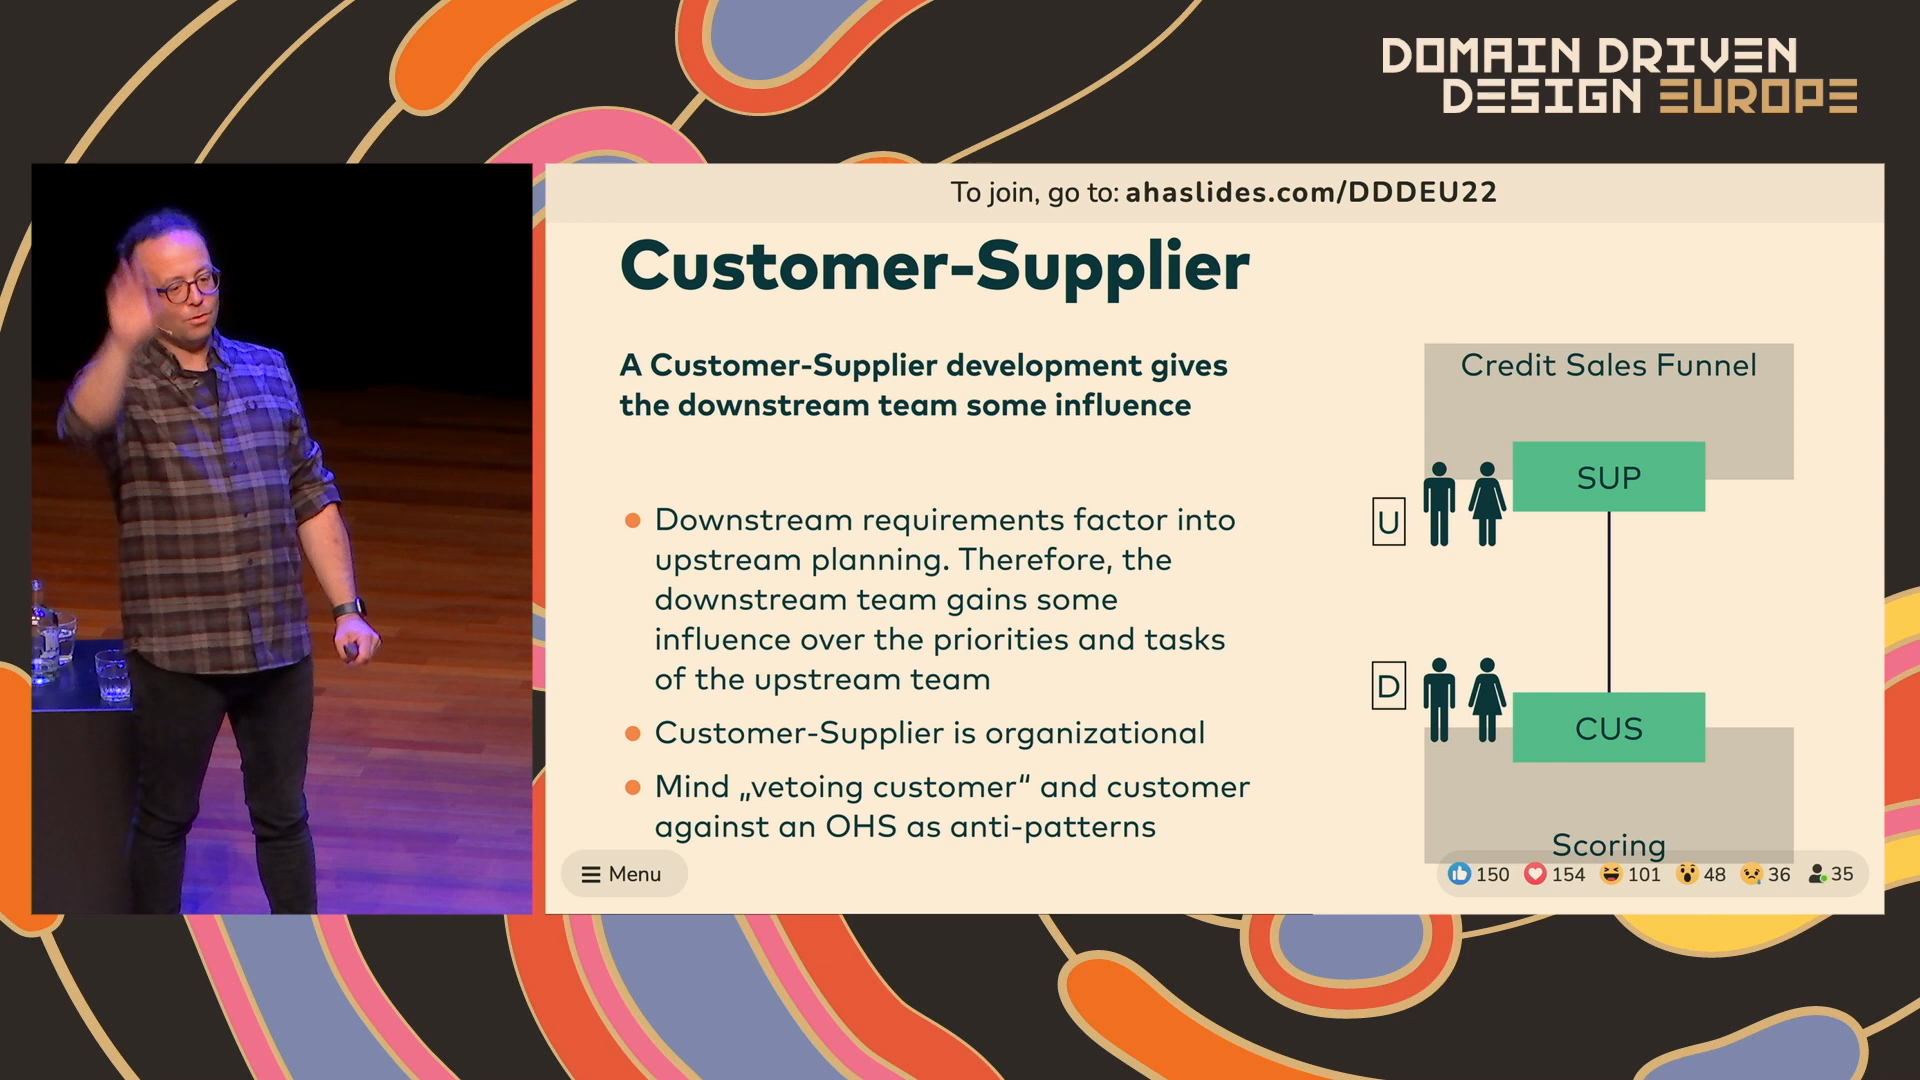 DOMAIN DRIVEN
DESIGN EUROPE
To join, go to: ahaslides.com/DDDEU22
Customer-Supplier
A Customer-Supplier development gives
the downstream team some influence
Downstream requirements factor into
upstream planning. Therefore, the
downstream team gains some
influence over the priorities and tasks
of the upstream team
Customer-Supplier is organizational
Mind „vetoing customer“ and customer
against an OHS as anti-patterns
Credit Sales Funnel
SUP
U
D
CUS
Scoring
Menu
150 154 101 48 36 35